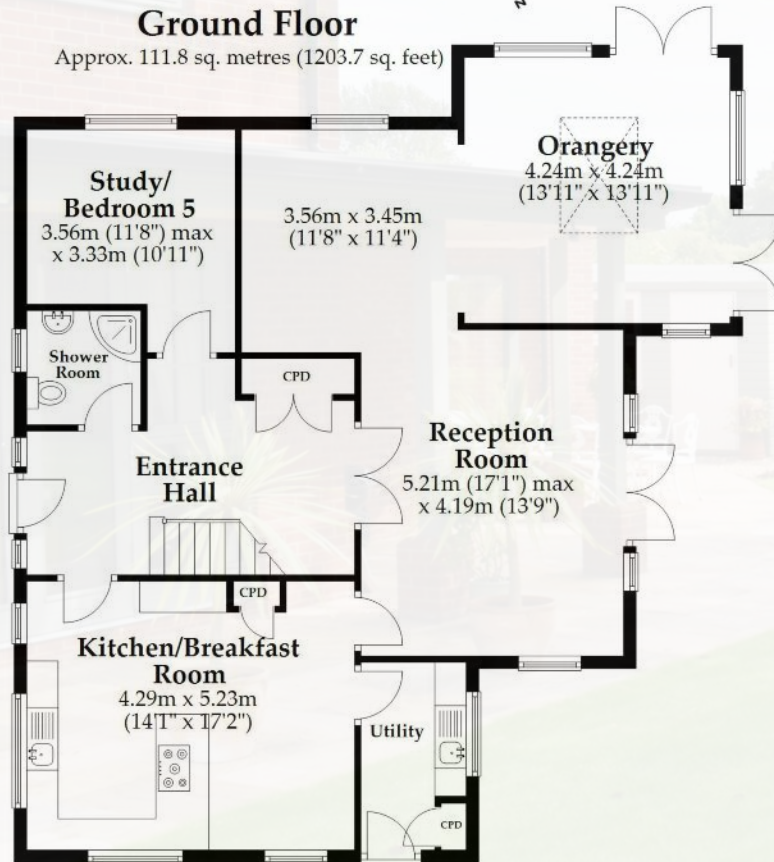 Ground Floor
Approx. 111.8 sq. metres (1203.7 sq. feet)
N
Orangery
4.24m x 4.24m
(13'11" x 13'11")
Study/
Bedroom 5
3.56m (11'8") max
x 3.33m (10'11")
3.56m x 3.45m
(11'8" x 11'4")
Shower
Room
CPD
Reception
Room
5.21m (17'1") max
x 4.19m (13'9")
Entrance
Hall
CPD
Kitchen/Breakfast
Room
4.29m x 5.23m
(14'1" x 17'2")
Utility
CPD